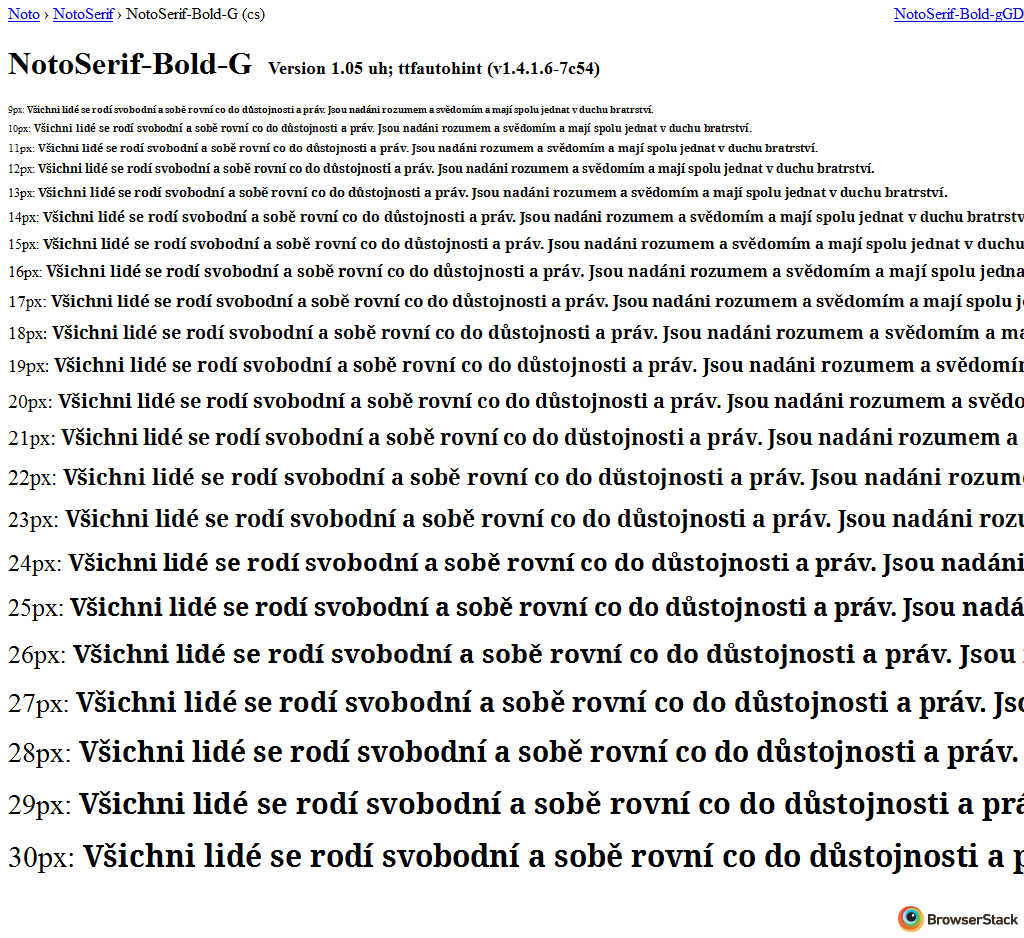 Noto › NotoSerif › NotoSerif-Bold-G (cs) NotoSerif-Bold-gGD
NotoSerif-Bold-G Version 1.05 uh; ttfautohint (v1.4.1.6-7c54)
9px: Všichni lidé se rodí svobodní a sobě rovní co do důstojnosti a práv. Jsou nadáni rozumem a svědomím a mají spolu jednat v duchu bratrství.
10px: Všichni lidé se rodí svobodní a sobě rovní co do důstojnosti a práv. Jsou nadáni rozumem a svědomím a mají spolu jednat v duchu bratrství.
11px: Všichni lidé se rodí svobodní a sobě rovní co do důstojnosti a práv. Jsou nadáni rozumem a svědomím a mají spolu jednat v duchu bratrství.
12px: Všichni lidé se rodí svobodní a sobě rovní co do důstojnosti a práv. Jsou nadáni rozumem a svědomím a mají spolu jednat v duchu bratrství.
13px: Všichni lidé se rodí svobodní a sobě rovní co do důstojnosti a práv. Jsou nadáni rozumem a svědomím a mají spolu jednat v duchu bratrství.
14px: Všichni lidé se rodí svobodní a sobě rovní co do důstojnosti a práv. Jsou nadáni rozumem a svědomím a mají spolu jednat v duchu bratrstv
15px: Všichni lidé se rodí svobodní a sobě rovní co do důstojnosti a práv. Jsou nadáni rozumem a svědomím a mají spolu jednat v duchu
16px: Všichni lidé se rodí svobodní a sobě rovní co do důstojnosti a práv. Jsou nadáni rozumem a svědomím a mají spolu jedna
17px: Všichni lidé se rodí svobodní a sobě rovní co do důstojnosti a práv. Jsou nadáni rozumem a svědomím a mají spolu j
18px: Všichni lidé se rodí svobodní a sobě rovní co do důstojnosti a práv. Jsou nadáni rozumem a svědomím a ma
19px: Všichni lidé se rodí svobodní a sobě rovní co do důstojnosti a práv. Jsou nadáni rozumem a svědomím
20px: Všichni lidé se rodí svobodní a sobě rovní co do důstojnosti a práv. Jsou nadáni rozumem a svědo
21px: Všichni lidé se rodí svobodní a sobě rovní co do důstojnosti a práv. Jsou nadáni rozumem a
22px: Všichni lidé se rodí svobodní a sobě rovní co do důstojnosti a práv. Jsou nadáni rozum
23px: Všichni lidé se rodí svobodní a sobě rovní co do důstojnosti a práv. Jsou nadáni rozu
24px: Všichni lidé se rodí svobodní a sobě rovní co do důstojnosti a práv. Jsou nadáni
25px: Všichni lidé se rodí svobodní a sobě rovní co do důstojnosti a práv. Jsou nadá
26px: Všichni lidé se rodí svobodní a sobě rovní co do důstojnosti a práv. Jsou
27px: Všichni lidé se rodí svobodní a sobě rovní co do důstojnosti a práv. Jso
28px: Všichni lidé se rodí svobodní a sobě rovní co do důstojnosti a práv.
29px: Všichni lidé se rodí svobodní a sobě rovní co do důstojnosti a prá
30px: Všichni lidé se rodí svobodní a sobě rovní co do důstojnosti a p
BrowserStack